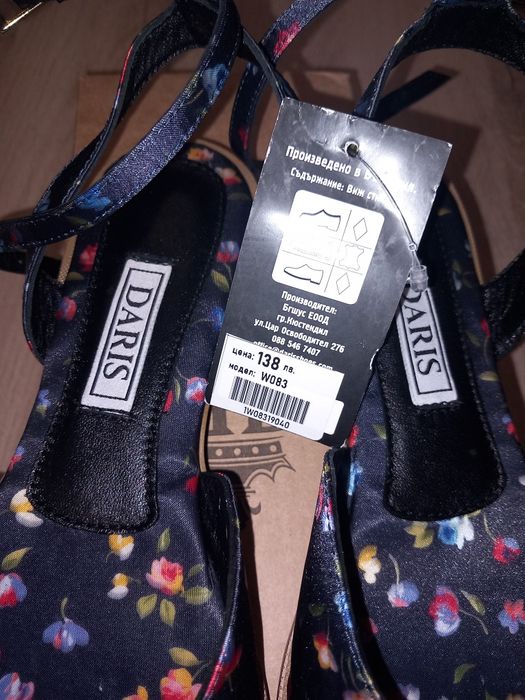 Произведено в
Съдържание: Виж
Производител:
Бгшус ЕООД
гр.Кюстендил
ул.Цар Освободител 276
088 546 7407
цена: 138 лв.
модел: W083
1W08319040
DARIS
DARIS